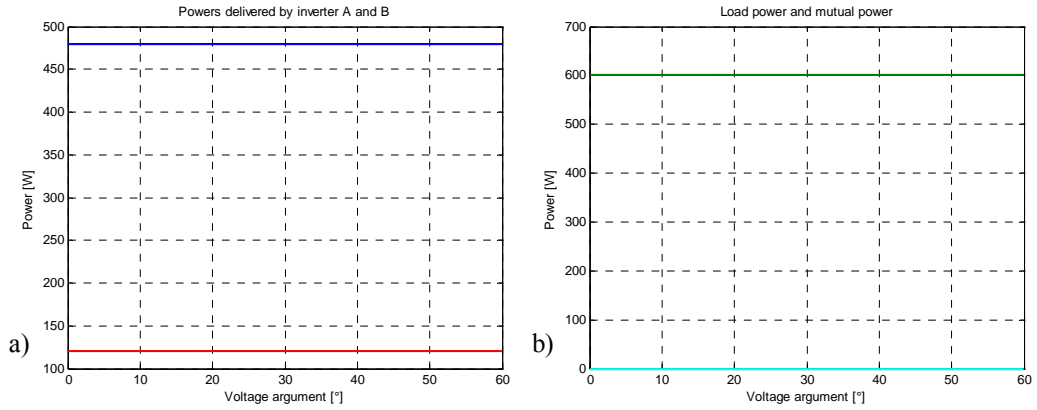 Powers delivered by inverter A and B
500
450
400
350
300
250
200
150
100
Power [W]
0 10 20 30 40 50 60
Voltage argument [°]
a)
Load power and mutual power
700
600
500
400
300
200
100
0
Power [W]
0 10 20 30 40 50 60
Voltage argument [°]
b)